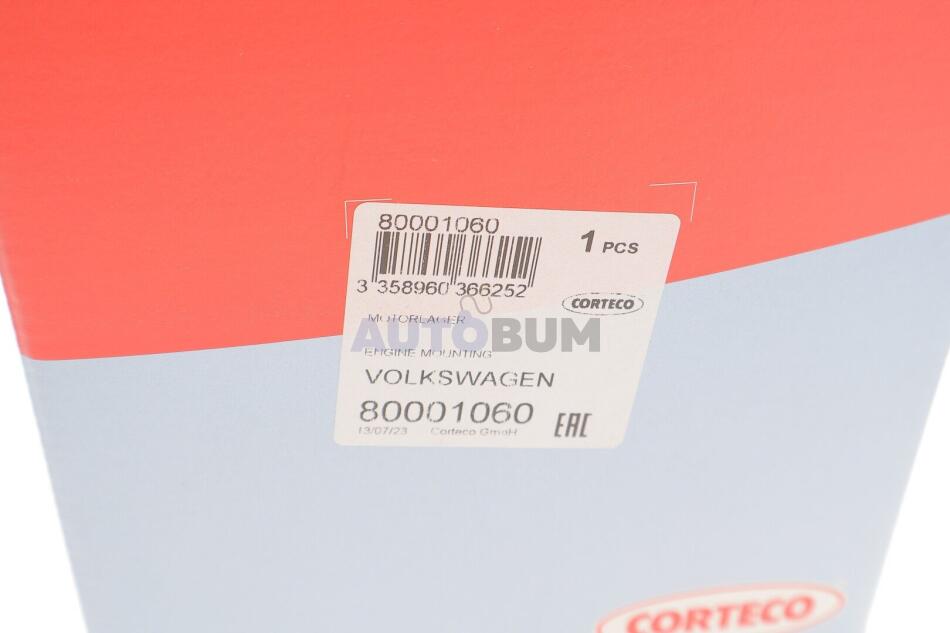 80001060
1 PCS
3 358960 366252
CORTECO
MOTORLAGER
AUTOBUM
ENGINE MOUNTING
VOLKSWAGEN
80001060
13/07/23 Corteco GmbH
EAC
CORTECO